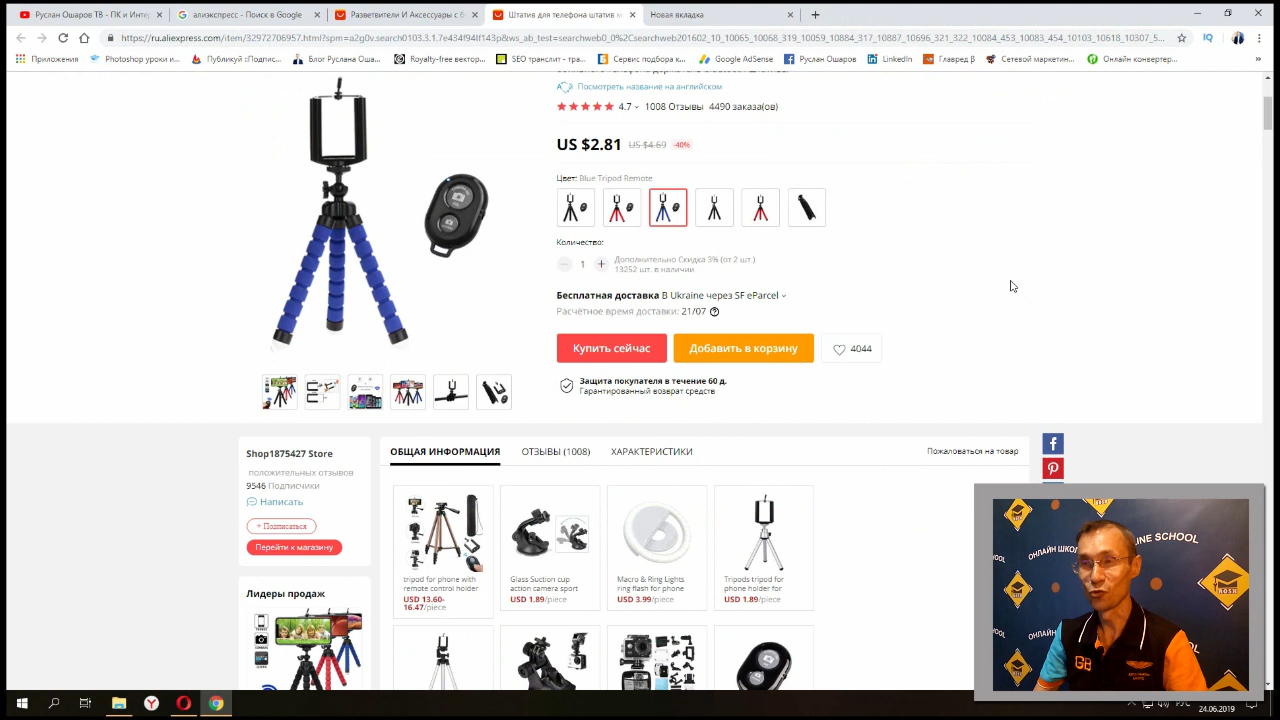 Руслан Ошаров ТВ - ПК и Интер
алиэкспресс - Поиск в Google
Разветвители И Аксессуары с б
Штатив для телефона штатив м
Новая вкладка
https://ru.aliexpress.com/item/32972706957.html?spm=a2g0v.search0103.3.1.7e434f94ff143p&ws_ab_test=searchweb0_0%2Csearchweb201602_10_10065_10068_319_10059_10884_317_10887_10696_321_322_10084_453_10083_454_10103_10618_10307_5...
Приложения
Photoshop уроки и...
Публикуй :Подпис...
Блог Руслана Оша...
Royalty-free вектор...
SEO транслит - тра...
Сервис подбора к...
Google AdSense
Руслан Ошаров
LinkedIn
Главред β
Сетевой маркетин...
Онлайн конвертер...
Посмотреть название на английском
4.7
1008 Отзывы
4490 заказа(ов)
US $2.81
US $4.69
-40%
Цвет: Blue Tripod Remote
Количество:
1
Дополнительно Скидка 3% (от 2 шт.)
13252 шт. в наличии
Бесплатная доставка В Ukraine через SF eParcel
Расчётное время доставки: 21/07
Купить сейчас
Добавить в корзину
4044
Защита покупателя в течение 60 д.
Гарантированный возврат средств
Shop1875427 Store
положительных отзывов
9546 Подписчики
Написать
+ Подписаться
Перейти к магазину
Лидеры продаж
ОБЩАЯ ИНФОРМАЦИЯ
ОТЗЫВЫ (1008)
ХАРАКТЕРИСТИКИ
Пожаловаться на товар
tripod for phone with
remote control holder
USD 13.60-
16.47/piece
Glass Suction cup
action camera sport
USD 1.89/piece
Macro & Ring Lights
ring flash for phone
USD 3.99/piece
Tripods tripod for
phone holder for
USD 1.89/piece
ОНЛАЙН ШКО
INE SCHOOL
ROSH
ОНЛАЙН
GB
РУС
24.06.2019